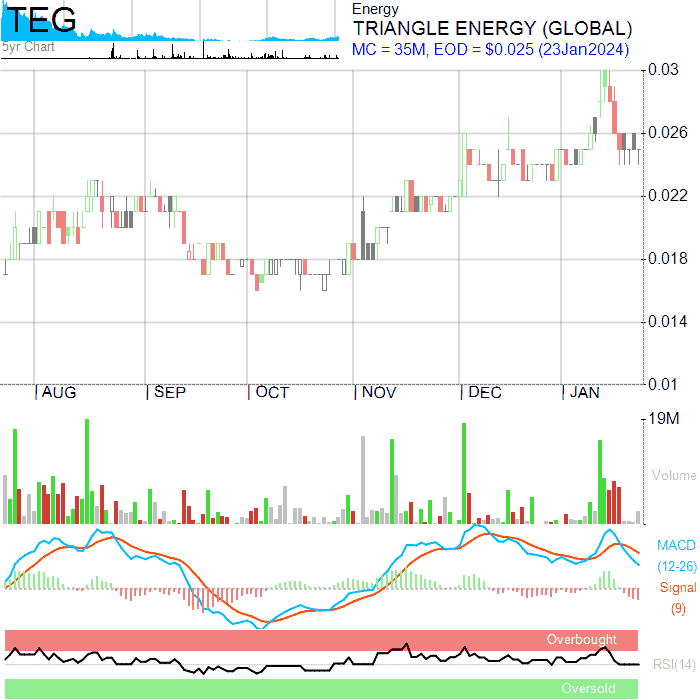 TEG
5yr Chart
Energy
TRIANGLE ENERGY (GLOBAL)
MC = 35M, EOD = $0.025 (23Jan2024)
0.03
0.026
0.022
0.018
0.014
0.01
AUG SEP OCT NOV DEC JAN
19M
Volume
MACD
(12-26)
Signal
(9)
Overbought
RSI(14)
Oversold